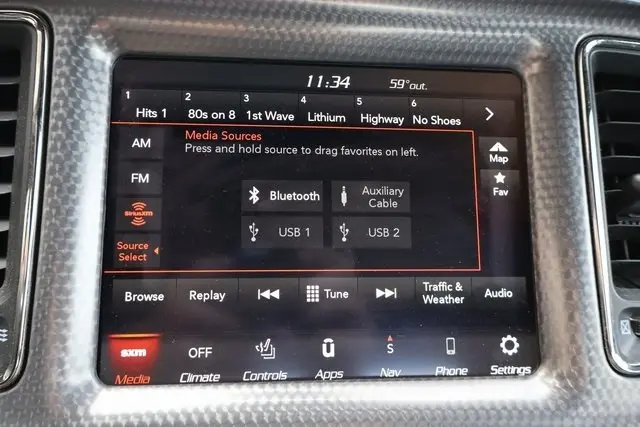 11:34 59° out.
1 2 3 4 5 6
Hits 1 80s on 8 1st Wave Lithium Highway No Shoes
AM
Media Sources
Press and hold source to drag favorites on left.
Map
FM
Fav
Bluetooth
Auxiliary
Cable
siriusxm
USB 1 USB 2
Source
Select
Browse Replay Tune Traffic &
Weather Audio
sxm OFF S
Media Climate Controls Apps Nav Phone Settings